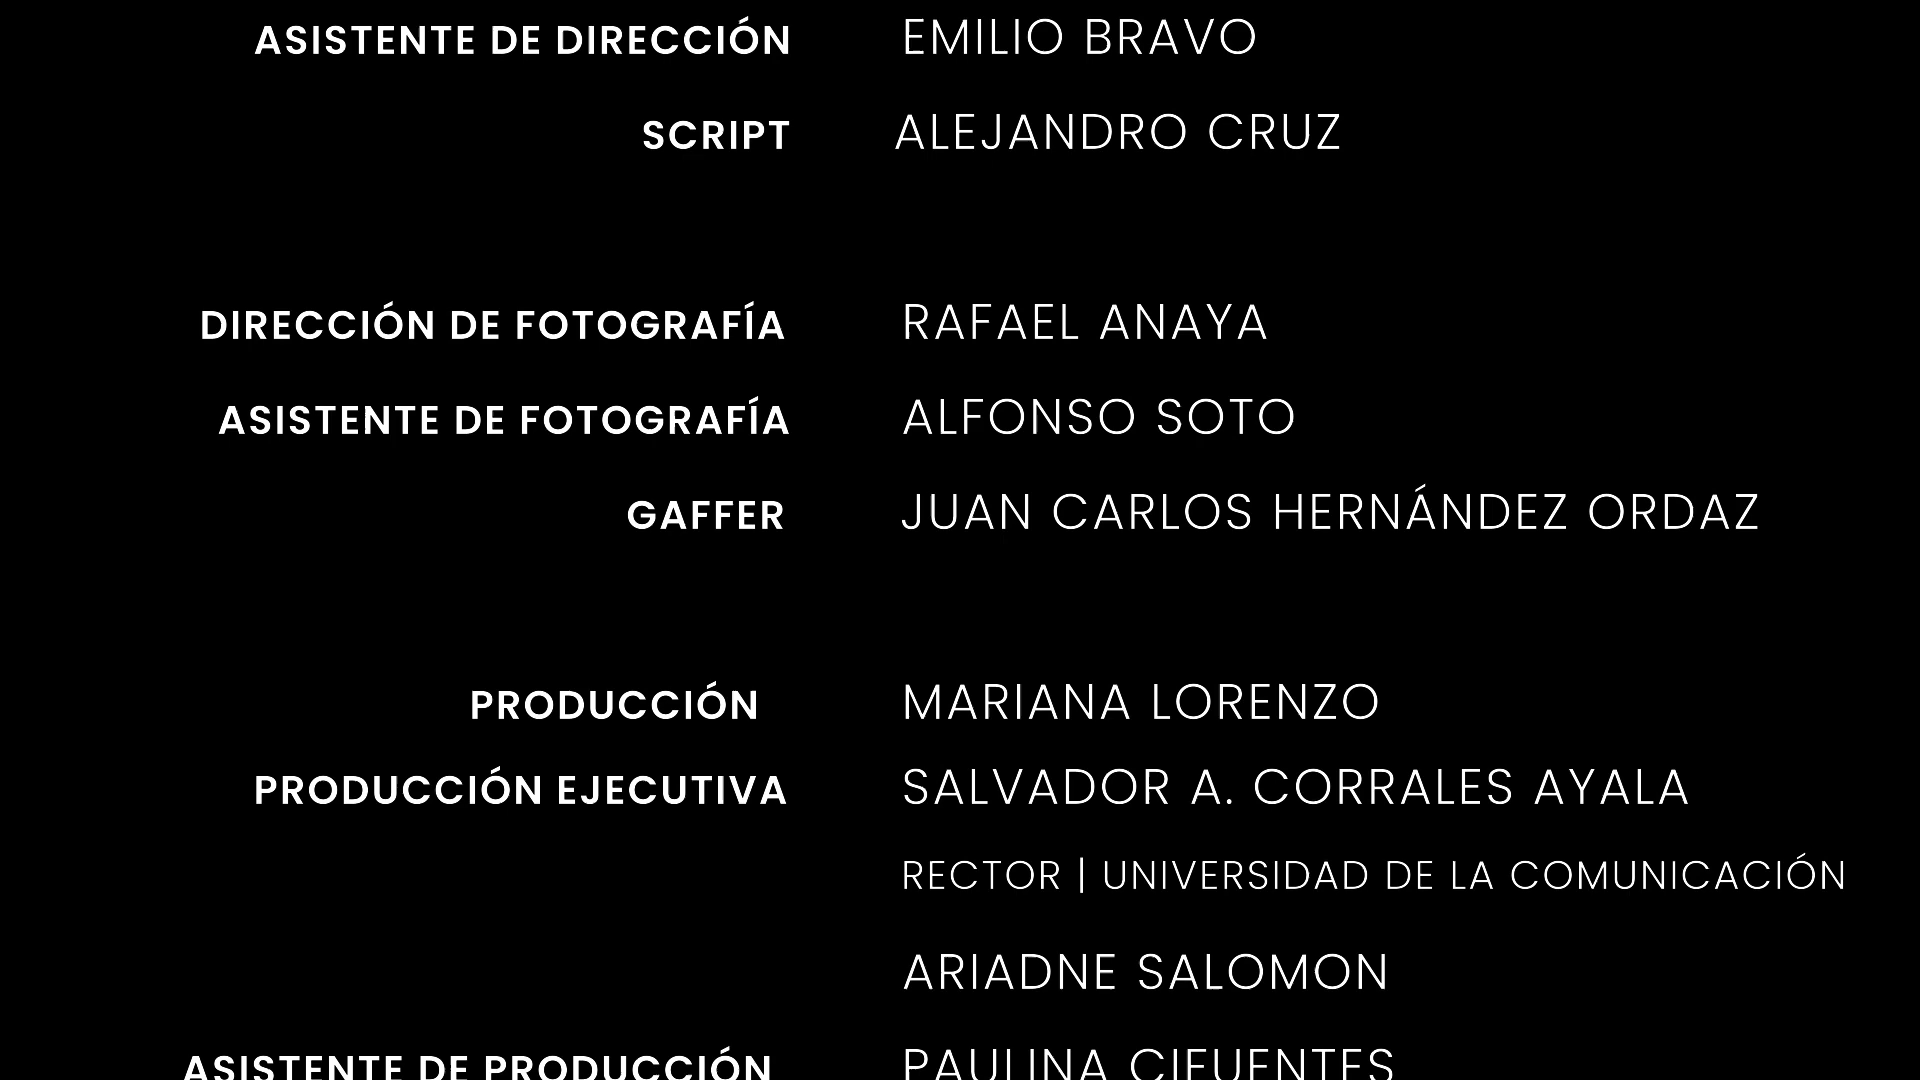 ASISTENTE DE DIRECCIÓN EMILIO BRAVO
SCRIPT ALEJANDRO CRUZ
DIRECCIÓN DE FOTOGRAFÍA RAFAEL ANAYA
ASISTENTE DE FOTOGRAFÍA ALFONSO SOTO
GAFFER JUAN CARLOS HERNÁNDEZ ORDAZ
PRODUCCIÓN MARIANA LORENZO
PRODUCCIÓN EJECUTIVA SALVADOR A. CORRALES AYALA
RECTOR | UNIVERSIDAD DE LA COMUNICACIÓN
ARIADNE SALOMON
ASISTENTE DE PRODUCCIÓN PAULINA CIFUENTES